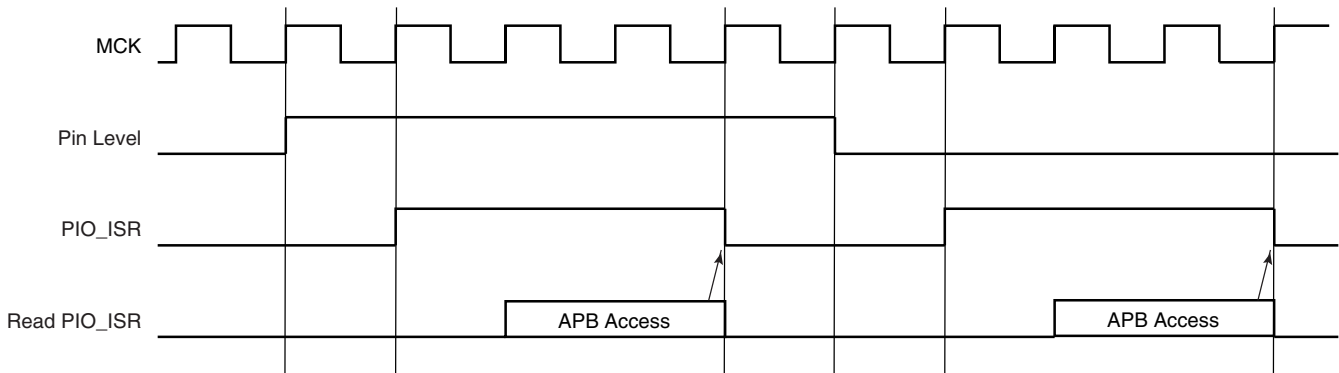 MCK
Pin Level
PIO_ISR
Read PIO_ISR
APB Access
APB Access